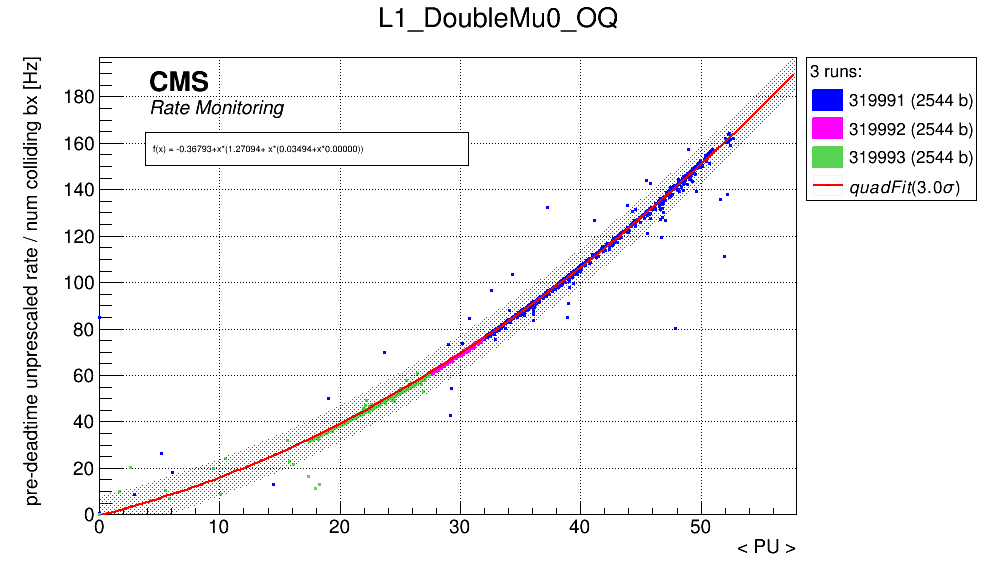 L1_DoubleMu0_OQ
pre-deadtime unprescaled rate / num colliding bx [Hz]
CMS
Rate Monitoring
f(x) = -0.36793+x*(1.27094+ x*(0.03494+x*0.00000))
180
160
140
120
100
80
60
40
20
0
0 10 20 30 40 50
< PU >
3 runs:
319991 (2544 b)
319992 (2544 b)
319993 (2544 b)
quadFit(3.0σ)